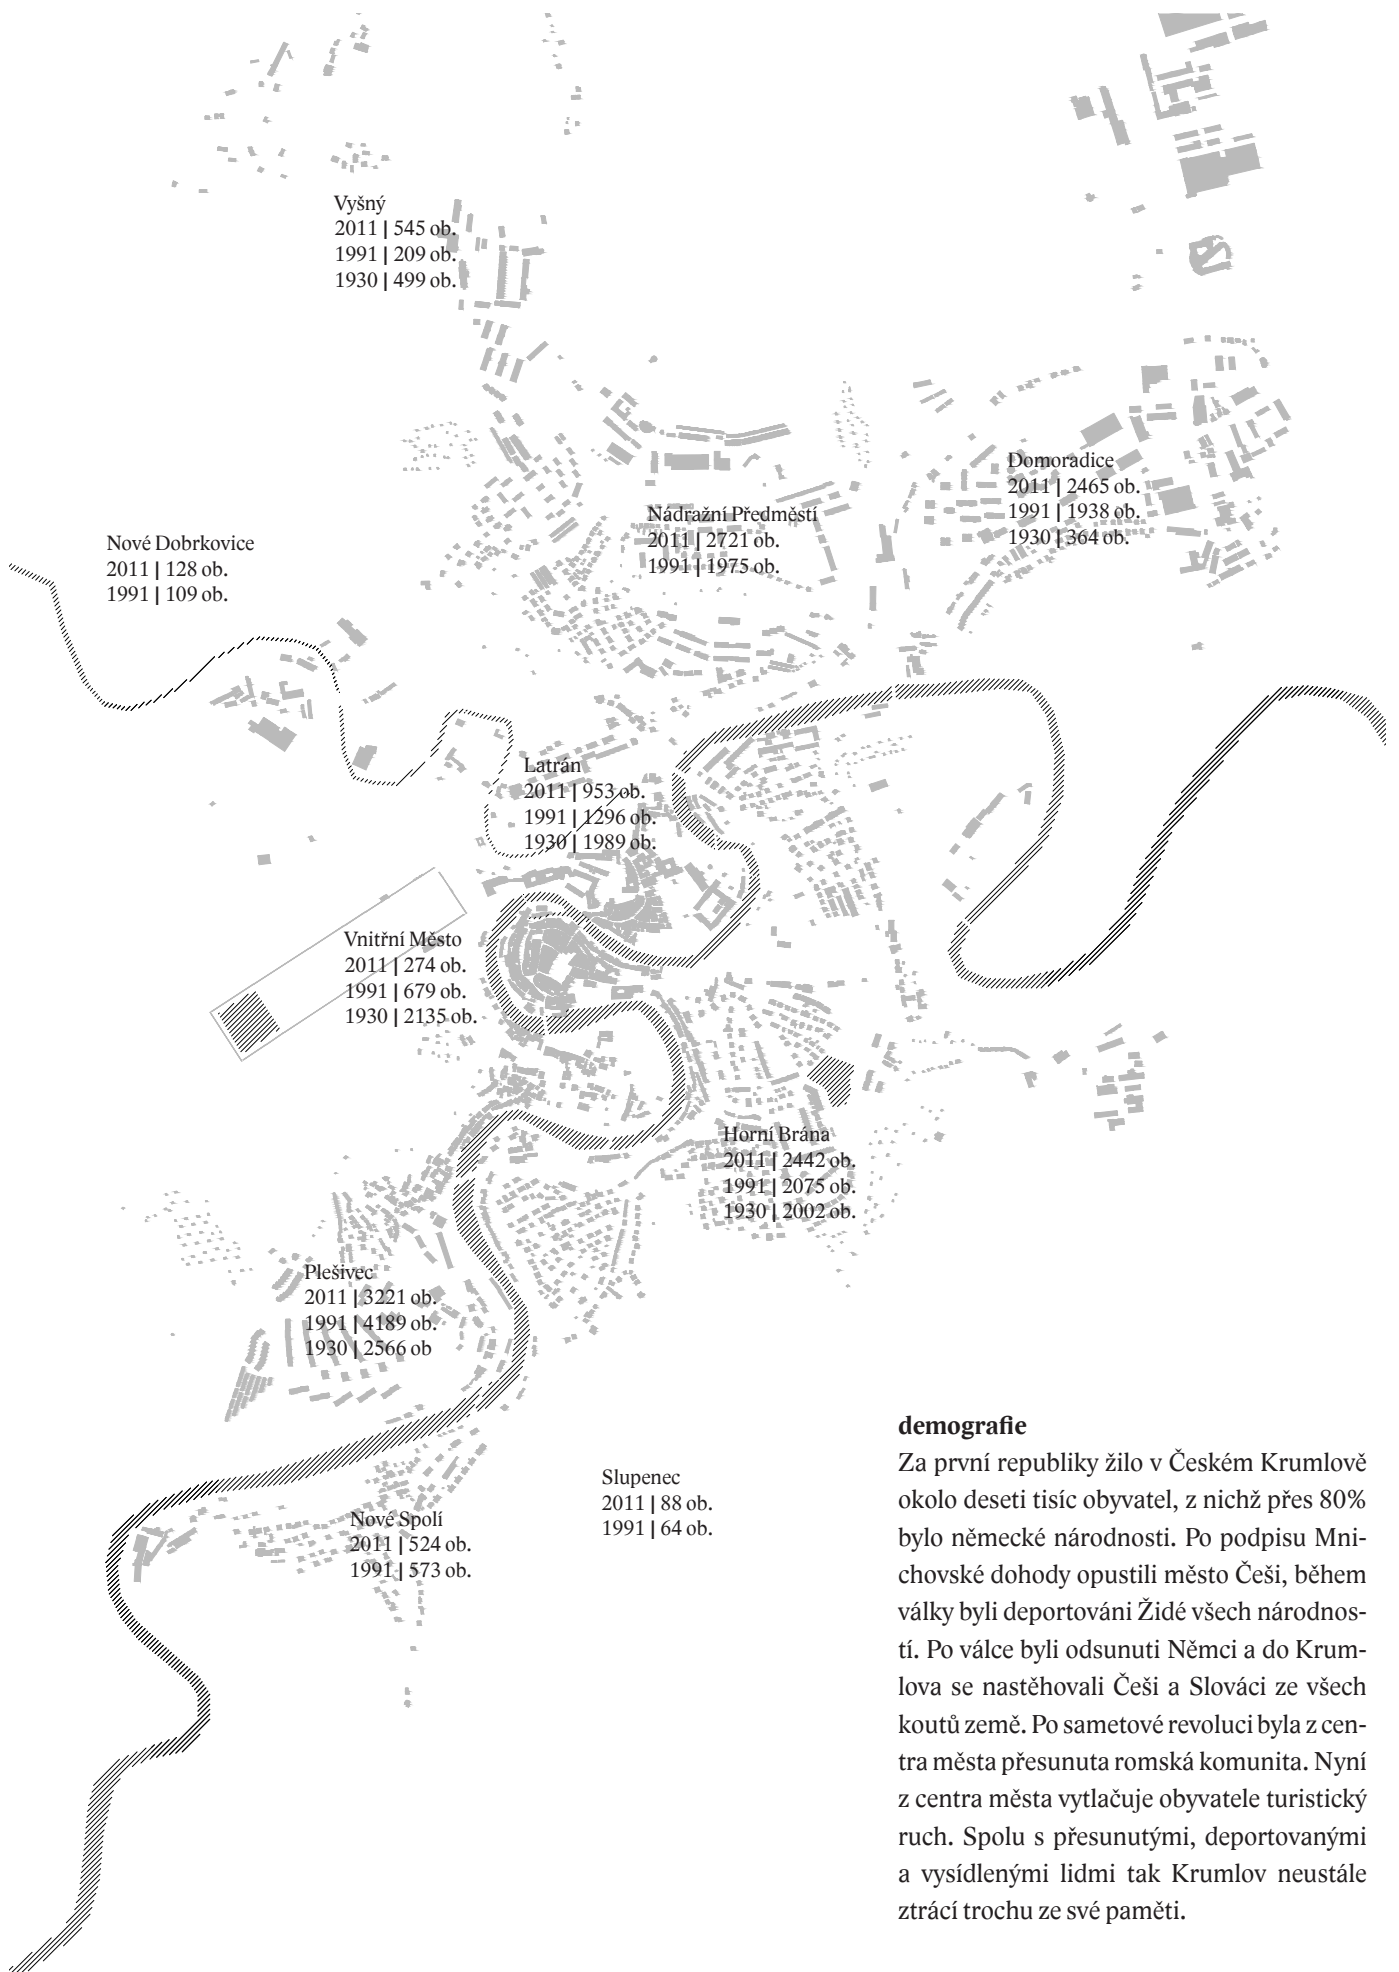 Vyšný
2011 | 545 ob.
1991 | 209 ob.
1930 | 499 ob.
Domoradice
2011 | 2465 ob.
1991 | 1938 ob.
1930 | 364 ob.
Nádražní Předměstí
2011 | 2721 ob.
1991 | 1975 ob.
Nové Dobrkovice
2011 | 128 ob.
1991 | 109 ob.
Latrán
2011 | 953 ob.
1991 | 1296 ob.
1930 | 1989 ob.
Vnitřní Město
2011 | 274 ob.
1991 | 679 ob.
1930 | 2135 ob.
Horní Brána
2011 | 2442 ob.
1991 | 2075 ob.
1930 | 2002 ob.
Plešivec
2011 | 3221 ob.
1991 | 4189 ob.
1930 | 2566 ob
Slupenec
2011 | 88 ob.
1991 | 64 ob.
Nové Spolí
2011 | 524 ob.
1991 | 573 ob.
demografie
Za první republiky žilo v Českém Krumlově
okolo deseti tisíc obyvatel, z nichž přes 80%
bylo německé národnosti. Po podpisu Mni-
chovské dohody opustili město Češi, během
války byli deportováni Židé všech národnos-
tí. Po válce byli odsunuti Němci a do Krum-
lova se nastěhovali Češi a Slováci ze všech
koutů země. Po sametové revoluci byla z cen-
tra města přesunuta romská komunita. Nyní
z centra města vytlačuje obyvatele turistický
ruch. Spolu s přesunutými, deportovanými
a vysídlenými lidmi tak Krumlov neustále
ztrácí trochu ze své paměti.